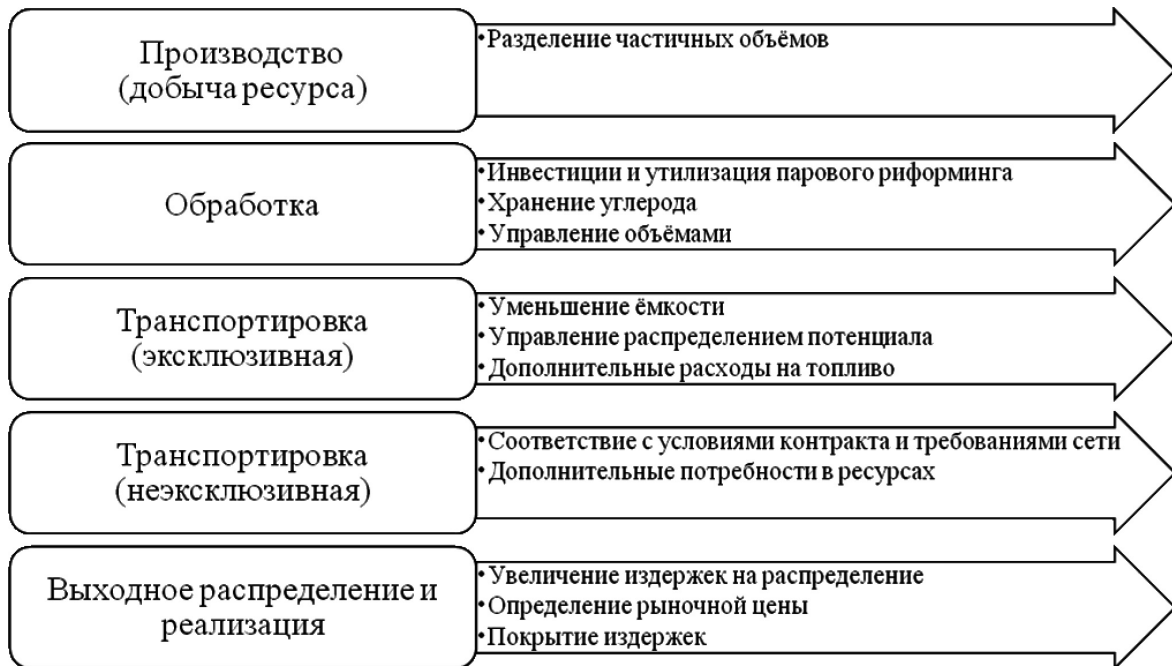 Производство
(добыча ресурса)
•Разделение частичных объёмов
Обработка
•Инвестиции и утилизация парового риформинга
•Хранение углерода
•Управление объёмами
Транспортировка
(эксклюзивная)
•Уменьшение ёмкости
•Управление распределением потенциала
•Дополнительные расходы на топливо
Транспортировка
(неэксклюзивная)
•Соответствие с условиями контракта и требованиями сети
•Дополнительные потребности в ресурсах
Выходное распределение и
реализация
•Увеличение издержек на распределение
•Определение рыночной цены
•Покрытие издержек